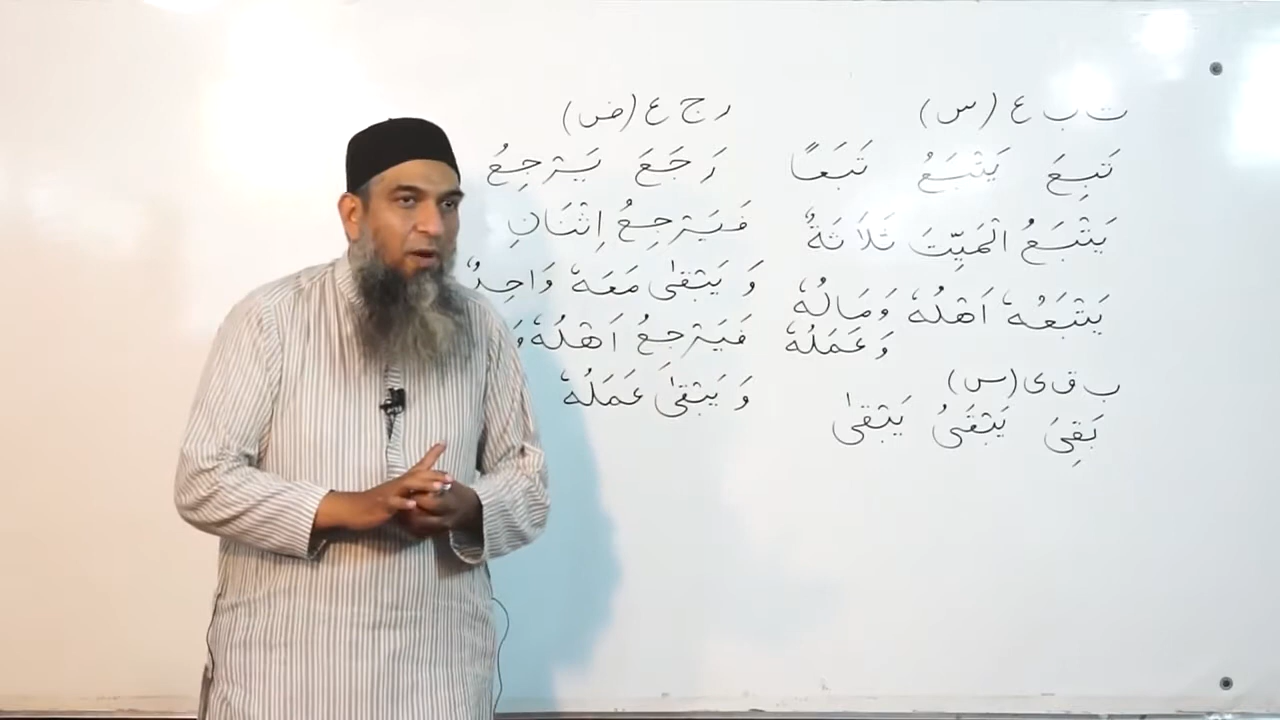 ت ب ع (س)
تَبِعَ يَتْبَعُ تَبَعًا
يَتْبَعُ الْمَيِّتَ ثَلَاثَةٌ
يَتْبَعُهٗ اَهْلُهٗ وَمَالُهٗ
وَعَمَلُهٗ
ب ق ی (س)
بَقِیَ يَبْقَیُ يَبْقٰی
ر ج ع (ض)
رَجَعَ يَرْجِعُ
فَيَرْجِعُ اِثْنَانِ
وَ يَبْقٰی مَعَهٗ وَاحِدٌ
فَيَرْجِعُ اَهْلُهٗ وَ
وَ يَبْقٰی عَمَلُهٗ